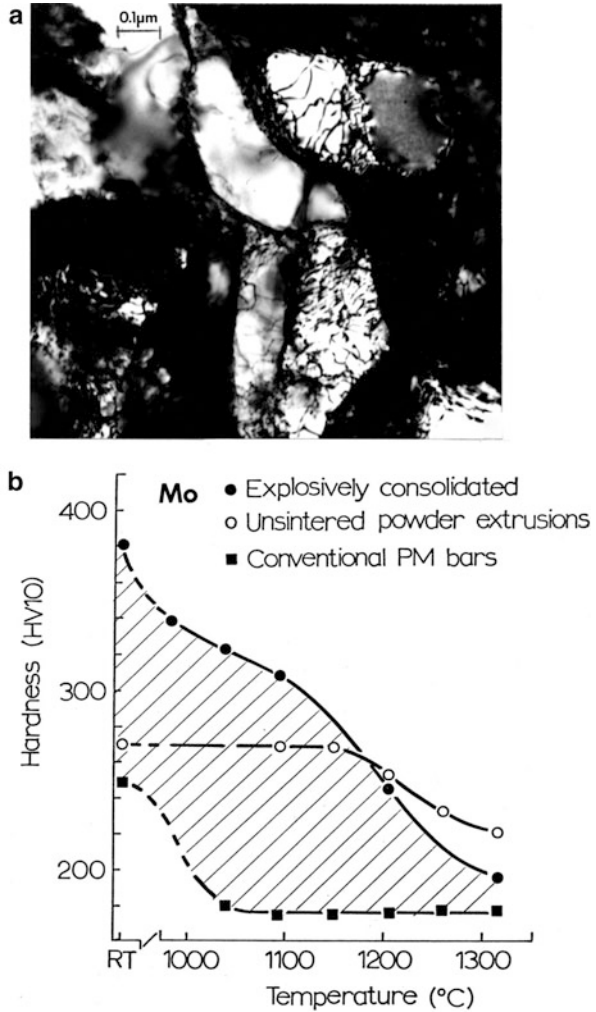 a
0.1μm
b
Mo
Explosively consolidated
Unsintered powder extrusions
Conventional PM bars
400
300
200
Hardness (HV10)
RT
1000
1100
1200
1300
Temperature (°C)